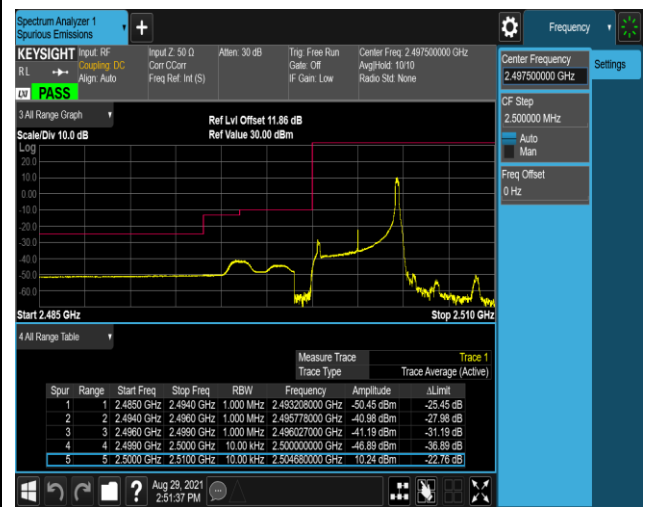 Spectrum Analyzer 1
Spurious Emissions
Frequency
KEYSIGHT Input: RF Input Z: 50 Ω Atten: 30 dB Trig: Free Run Center Freq: 2.497500000 GHz
RL Coupling: DC Corr CCorr Gate: Off Avg|Hold: 10/10
Align: Auto Freq Ref: Int (S) IF Gain: Low Radio Std: None
LXI PASS
Center Frequency
2.497500000 GHz
Settings
CF Step
2.500000 MHz
Auto
Man
Freq Offset
0 Hz
3 All Range Graph
Ref Lvl Offset 11.86 dB
Scale/Div 10.0 dB Ref Value 30.00 dBm
Log
20.0
10.0
0.00
-10.0
-20.0
-30.0
-40.0
-50.0
-60.0
Start 2.485 GHz Stop 2.510 GHz
4 All Range Table
Measure Trace Trace 1
Trace Type Trace Average (Active)
Spur Range Start Freq Stop Freq RBW Frequency Amplitude ΔLimit
1 1 2.4850 GHz 2.4940 GHz 1.000 MHz 2.493208000 GHz -50.45 dBm -25.45 dB
2 2 2.4940 GHz 2.4960 GHz 1.000 MHz 2.495778000 GHz -40.98 dBm -27.98 dB
3 3 2.4960 GHz 2.4990 GHz 1.000 MHz 2.496027000 GHz -41.19 dBm -31.19 dB
4 4 2.4990 GHz 2.5000 GHz 10.00 kHz 2.500000000 GHz -46.89 dBm -36.89 dB
5 5 2.5000 GHz 2.5100 GHz 10.00 kHz 2.504680000 GHz 10.24 dBm -22.76 dB
Aug 29, 2021
2:51:37 PM